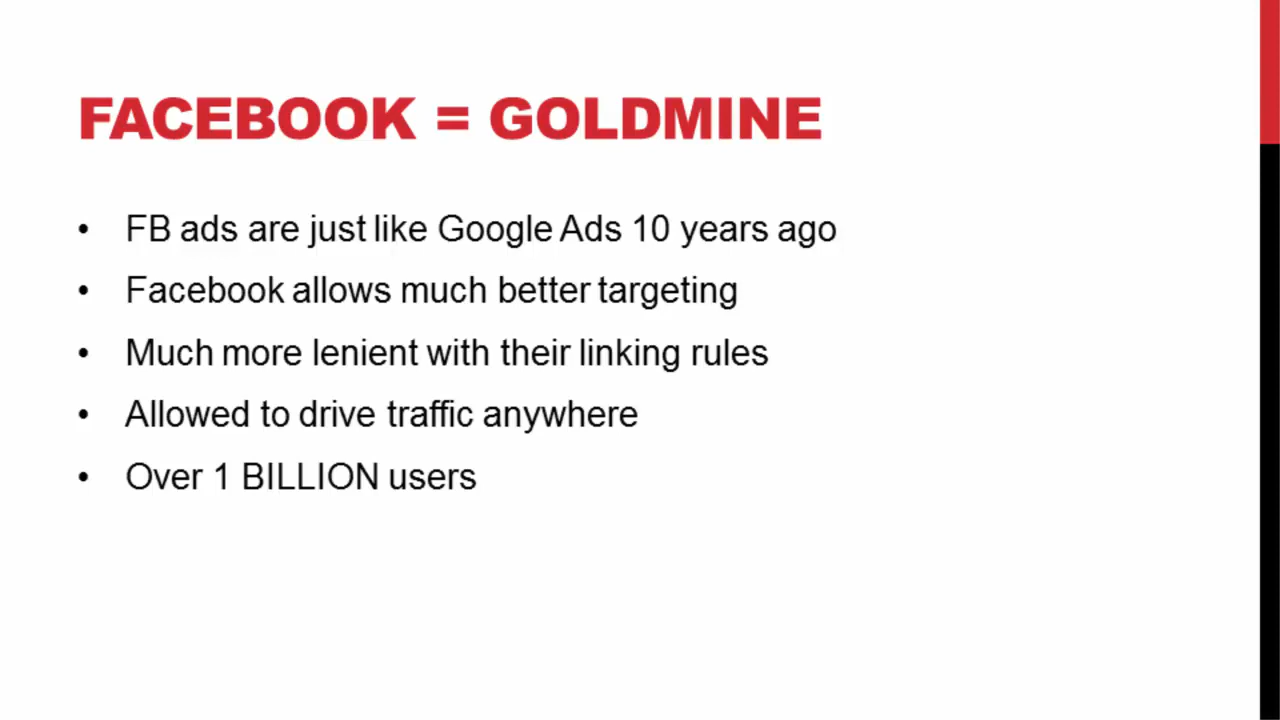 FACEBOOK = GOLDMINE
• FB ads are just like Google Ads 10 years ago
• Facebook allows much better targeting
• Much more lenient with their linking rules
• Allowed to drive traffic anywhere
• Over 1 BILLION users